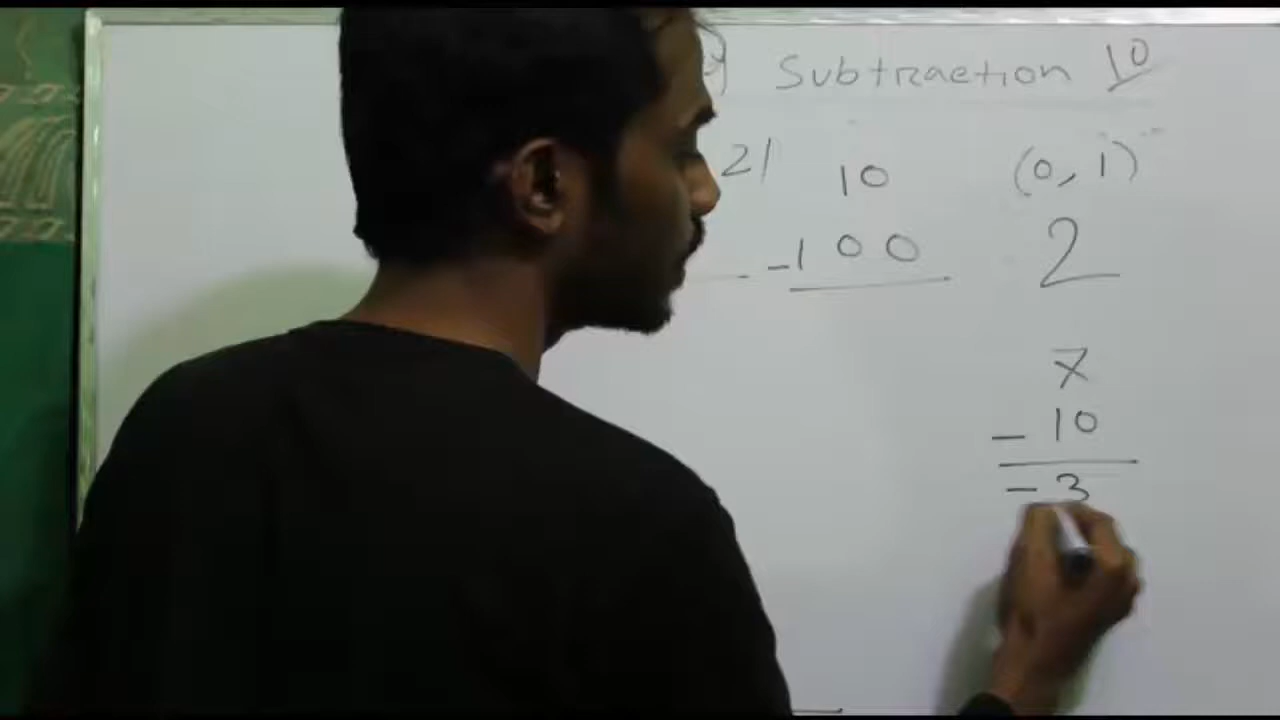 Subtraction 10
21 10 (0, 1)
- 100 2
7
- 10
- 3